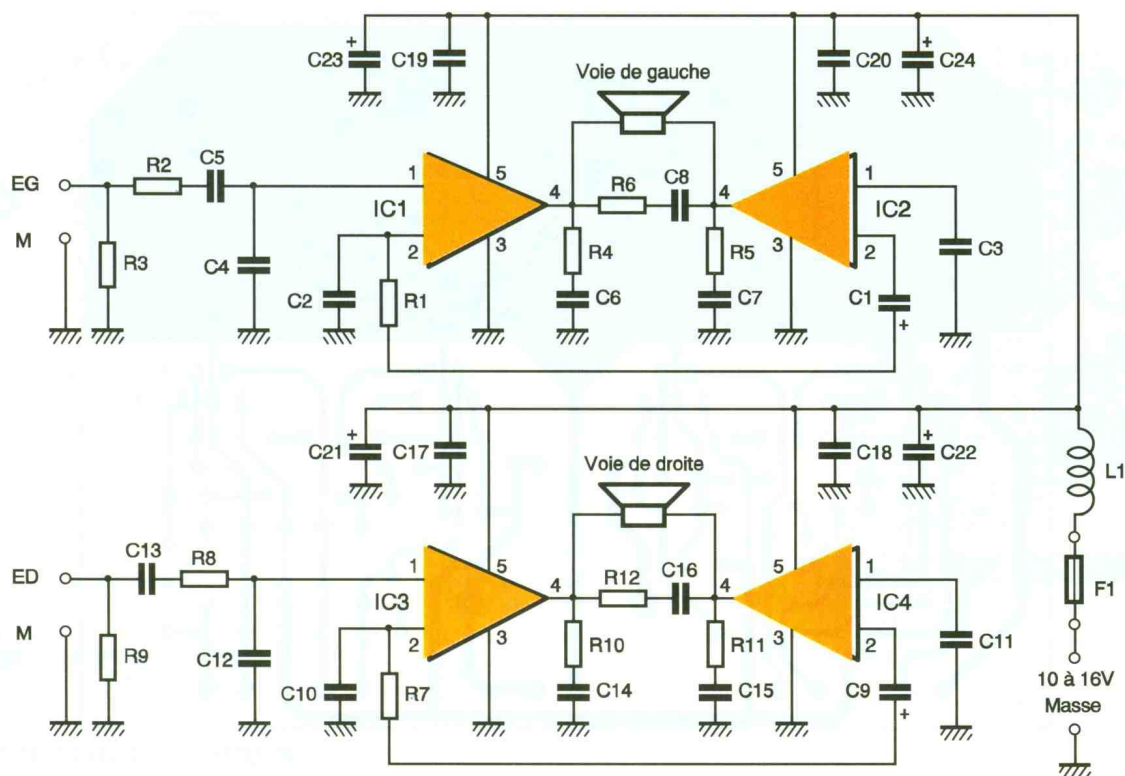 C23 +
C19
C20
+ C24
Voie de gauche
EG
R2
C5
1
5
4
R6
C8
4
5
1
IC1
IC2
M
R3
C4
2
3
R4
R5
3
2
C3
C2
R1
C6
C7
C1
+
C21 +
C17
C18
+ C22
Voie de droite
L1
ED
C13
R8
1
5
4
R12
C16
4
5
1
F1
IC3
IC4
M
R9
C12
2
3
R10
R11
3
2
C11
C10
R7
C14
C15
C9
+
10 à 16V
Masse